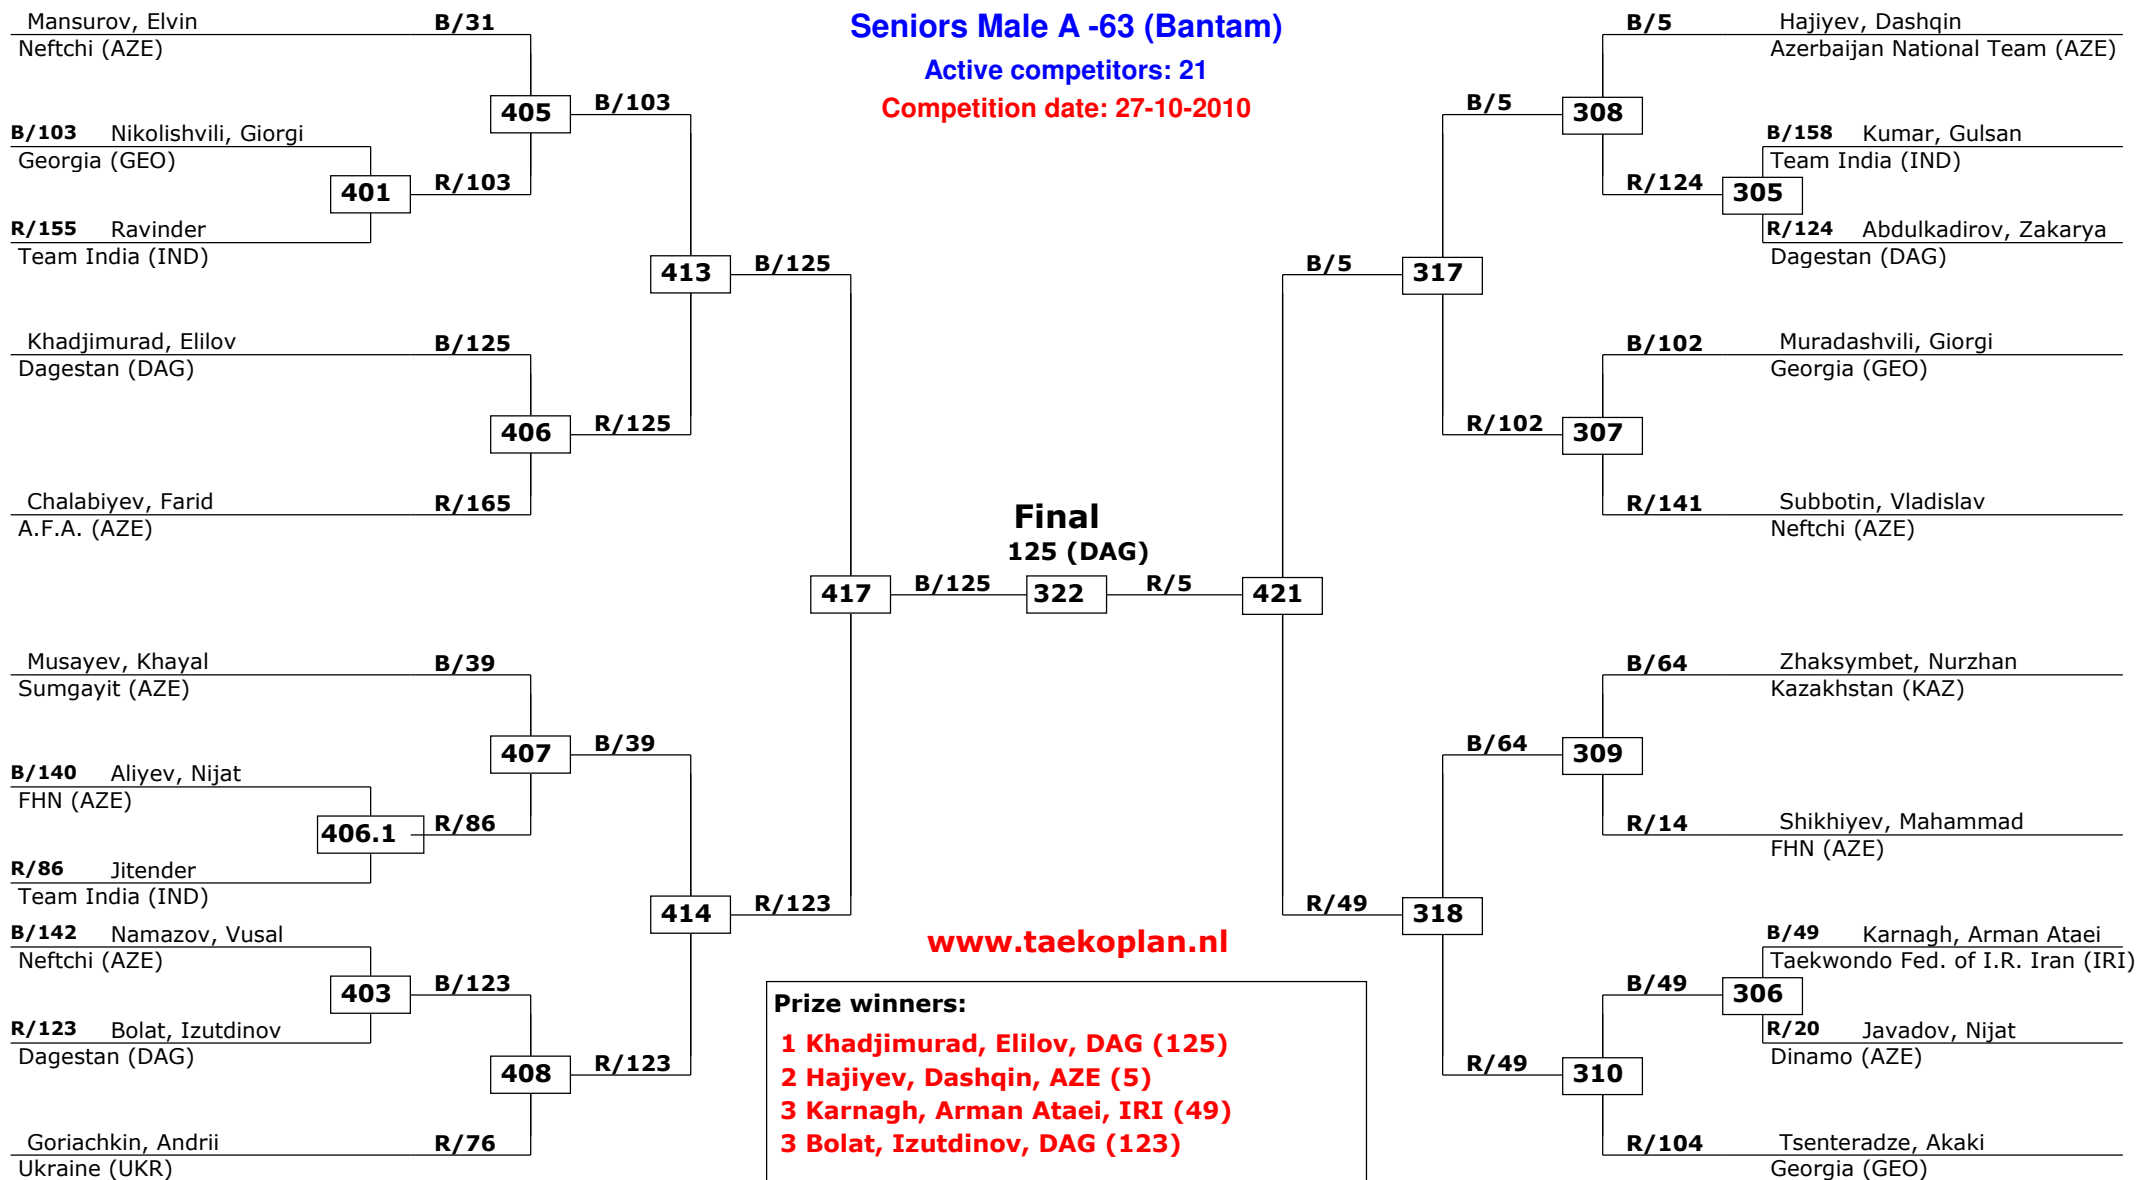 Seniors Male A -63 (Bantam)
Active competitors: 21
Competition date: 27-10-2010
Mansurov, Elvin B/31
Neftchi (AZE)
405 B/103
B/103 Nikolishvili, Giorgi
Georgia (GEO)
401 R/103
R/155 Ravinder
Team India (IND)
413 B/125
Khadjimurad, Elilov B/125
Dagestan (DAG)
406 R/125
Chalabiyev, Farid R/165
A.F.A. (AZE)
417 B/125
Musayev, Khayal B/39
Sumgayit (AZE)
407 B/39
B/140 Aliyev, Nijat
FHN (AZE)
406.1 R/86
R/86 Jitender
Team India (IND)
414 R/123
B/142 Namazov, Vusal
Neftchi (AZE)
403 B/123
R/123 Bolat, Izutdinov
Dagestan (DAG)
408 R/123
Goriachkin, Andrii R/76
Ukraine (UKR)
Final
125 (DAG)
322
R/5 421
B/5 Hajiyev, Dashqin
Azerbaijan National Team (AZE)
B/5 308
B/158 Kumar, Gulsan
Team India (IND)
R/124 305
R/124 Abdulkadirov, Zakarya
Dagestan (DAG)
B/5 317
B/102 Muradashvili, Giorgi
Georgia (GEO)
R/102 307
R/141 Subbotin, Vladislav
Neftchi (AZE)
B/64 Zhaksymbet, Nurzhan
Kazakhstan (KAZ)
B/64 309
R/14 Shikhiyev, Mahammad
FHN (AZE)
R/49 318
B/49 Karnagh, Arman Ataei
Taekwondo Fed. of I.R. Iran (IRI)
B/49 306
R/20 Javadov, Nijat
Dinamo (AZE)
R/49 310
R/104 Tsenteradze, Akaki
Georgia (GEO)
www.taekoplan.nl
Prize winners:
1 Khadjimurad, Elilov, DAG (125)
2 Hajiyev, Dashqin, AZE (5)
3 Karnagh, Arman Ataei, IRI (49)
3 Bolat, Izutdinov, DAG (123)